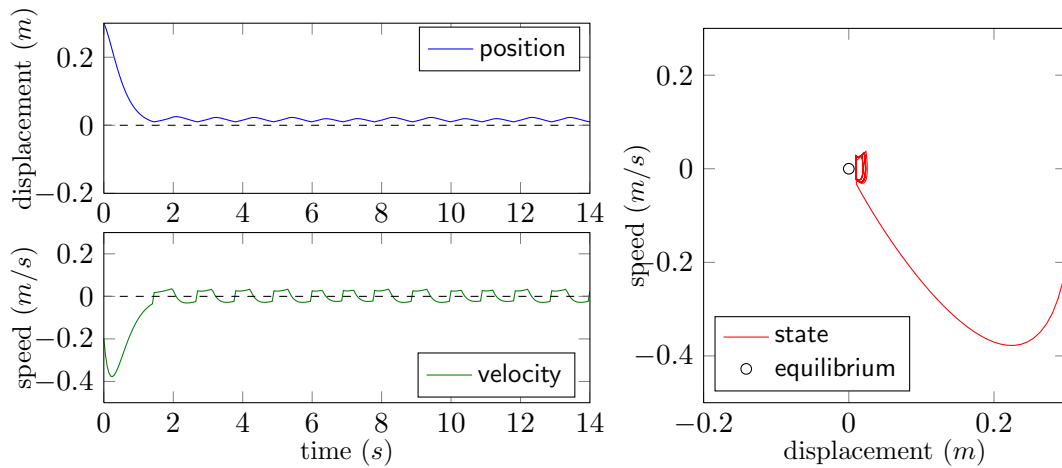 0.2
0
−0.2
displacement (m)
position
0 2 4 6 8 10 12 14
0.2
0
−0.2
−0.4
speed (m/s)
velocity
0 2 4 6 8 10 12 14
time (s)
0.2
0
−0.2
−0.4
speed (m/s)
state
equilibrium
−0.2 0 0.2
displacement (m)